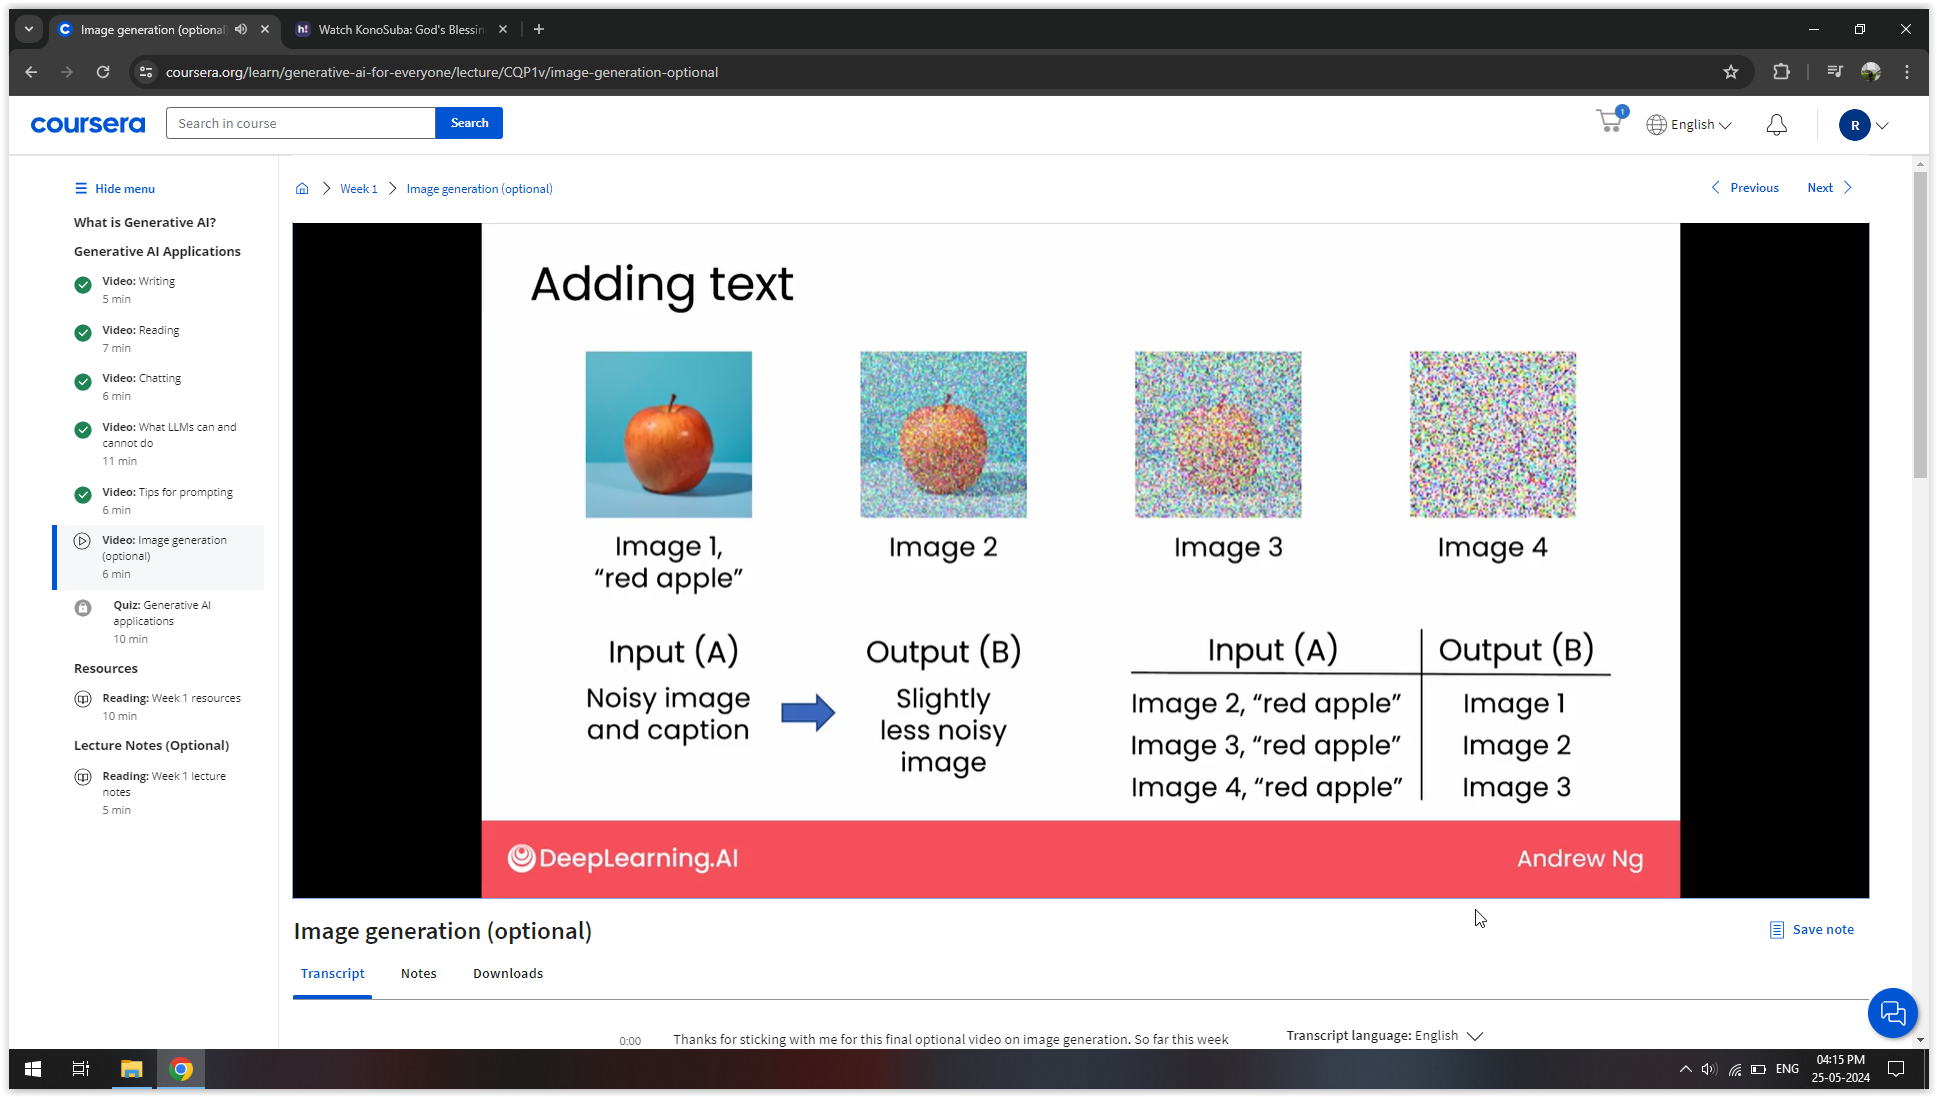 Image generation (optional)
Watch KonoSuba: God's Blessin
coursera.org/learn/generative-ai-for-everyone/lecture/CQP1v/image-generation-optional
coursera
Search in course
Search
1
English
R
Hide menu
What is Generative AI?
Generative AI Applications
Video: Writing
5 min
Video: Reading
7 min
Video: Chatting
6 min
Video: What LLMs can and
cannot do
11 min
Video: Tips for prompting
6 min
Video: Image generation
(optional)
6 min
Quiz: Generative AI
applications
10 min
Resources
Reading: Week 1 resources
10 min
Lecture Notes (Optional)
Reading: Week 1 lecture
notes
5 min
Week 1
Image generation (optional)
Previous
Next
Adding text
Image 1,
“red apple”
Image 2
Image 3
Image 4
Input (A)
Noisy image
and caption
Output (B)
Slightly
less noisy
image
Input (A) Output (B)
Image 2, “red apple” Image 1
Image 3, “red apple” Image 2
Image 4, “red apple” Image 3
DeepLearning.AI
Andrew Ng
Image generation (optional)
Save note
Transcript
Notes
Downloads
0:00
Thanks for sticking with me for this final optional video on image generation. So far this week
Transcript language: English
ENG
04:15 PM
25-05-2024